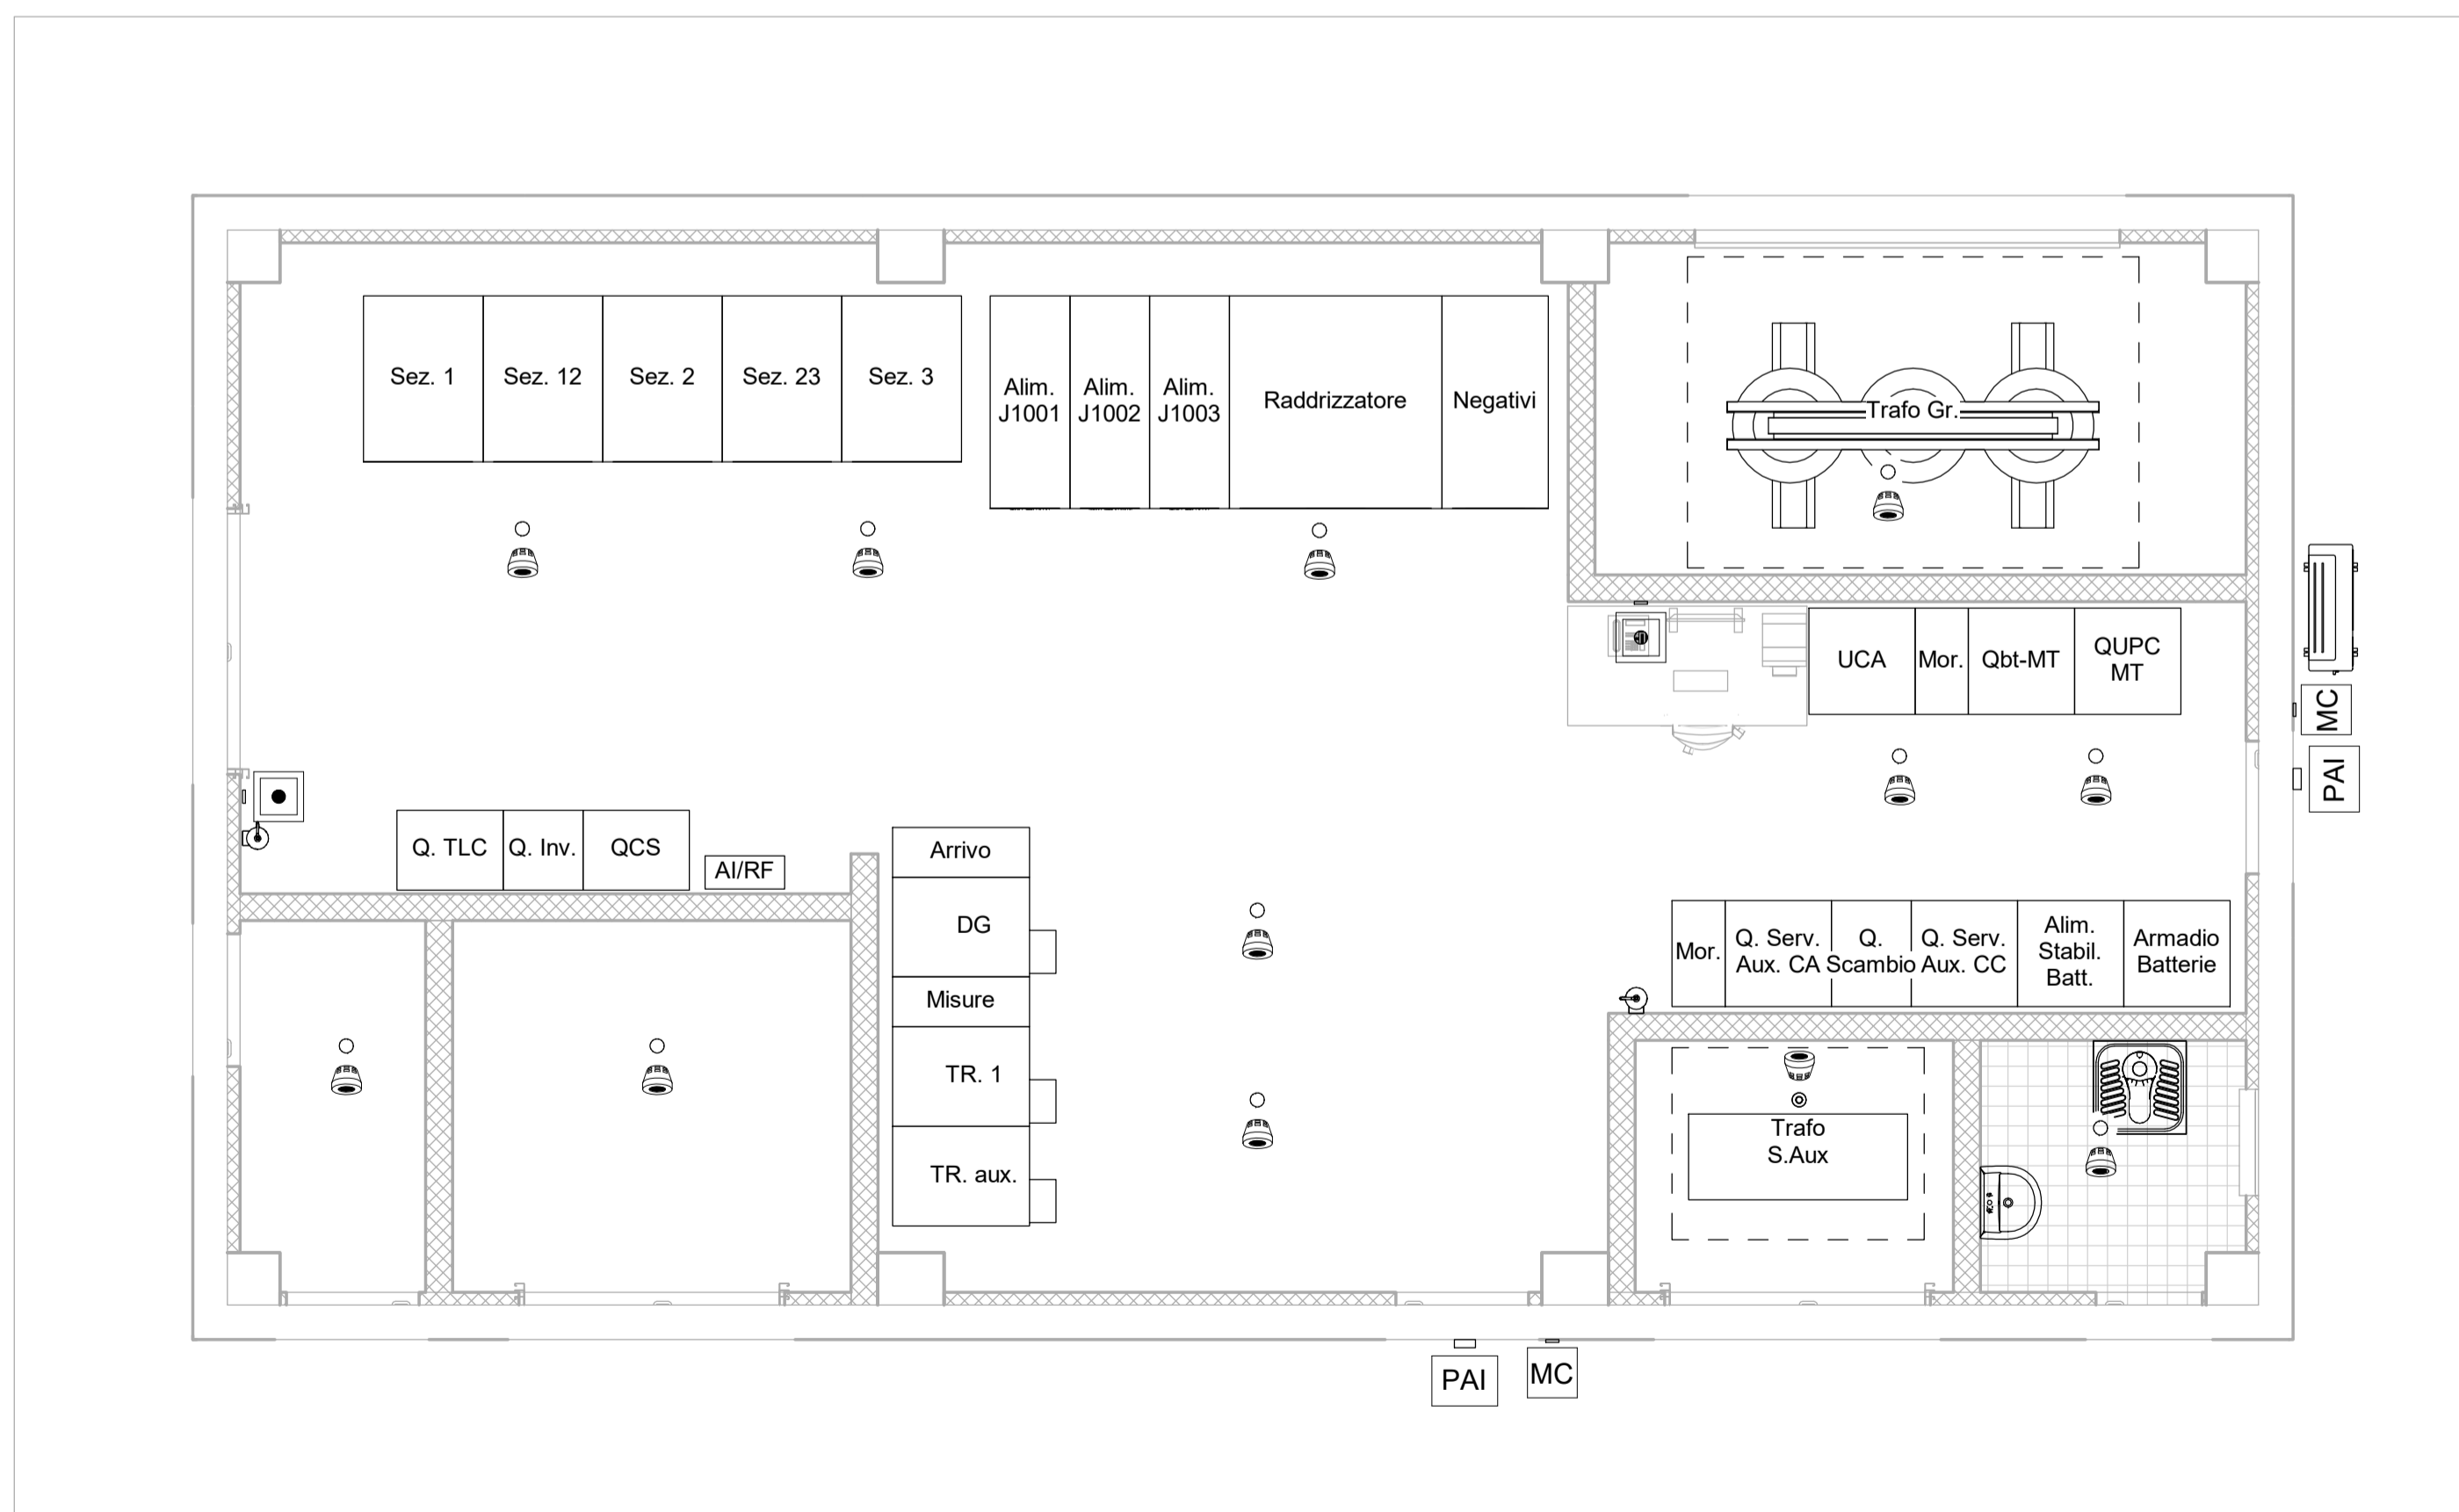 Sez. 1
Sez. 12
Sez. 2
Sez. 23
Sez. 3
Alim.
J1001
Alim.
J1002
Alim.
J1003
Raddrizzatore
Negativi
Trafo Gr.
UCA
Mor.
Qbt-MT
QUPC
MT
MC
PAI
Q. TLC
Q. Inv.
QCS
AI/RF
Arrivo
DG
Misure
TR. 1
TR. aux.
Mor.
Q. Serv.
Aux. CA
Q.
Scambio
Q. Serv.
Aux. CC
Alim.
Stabil.
Batt.
Armadio
Batterie
Trafo
S.Aux
PAI
MC